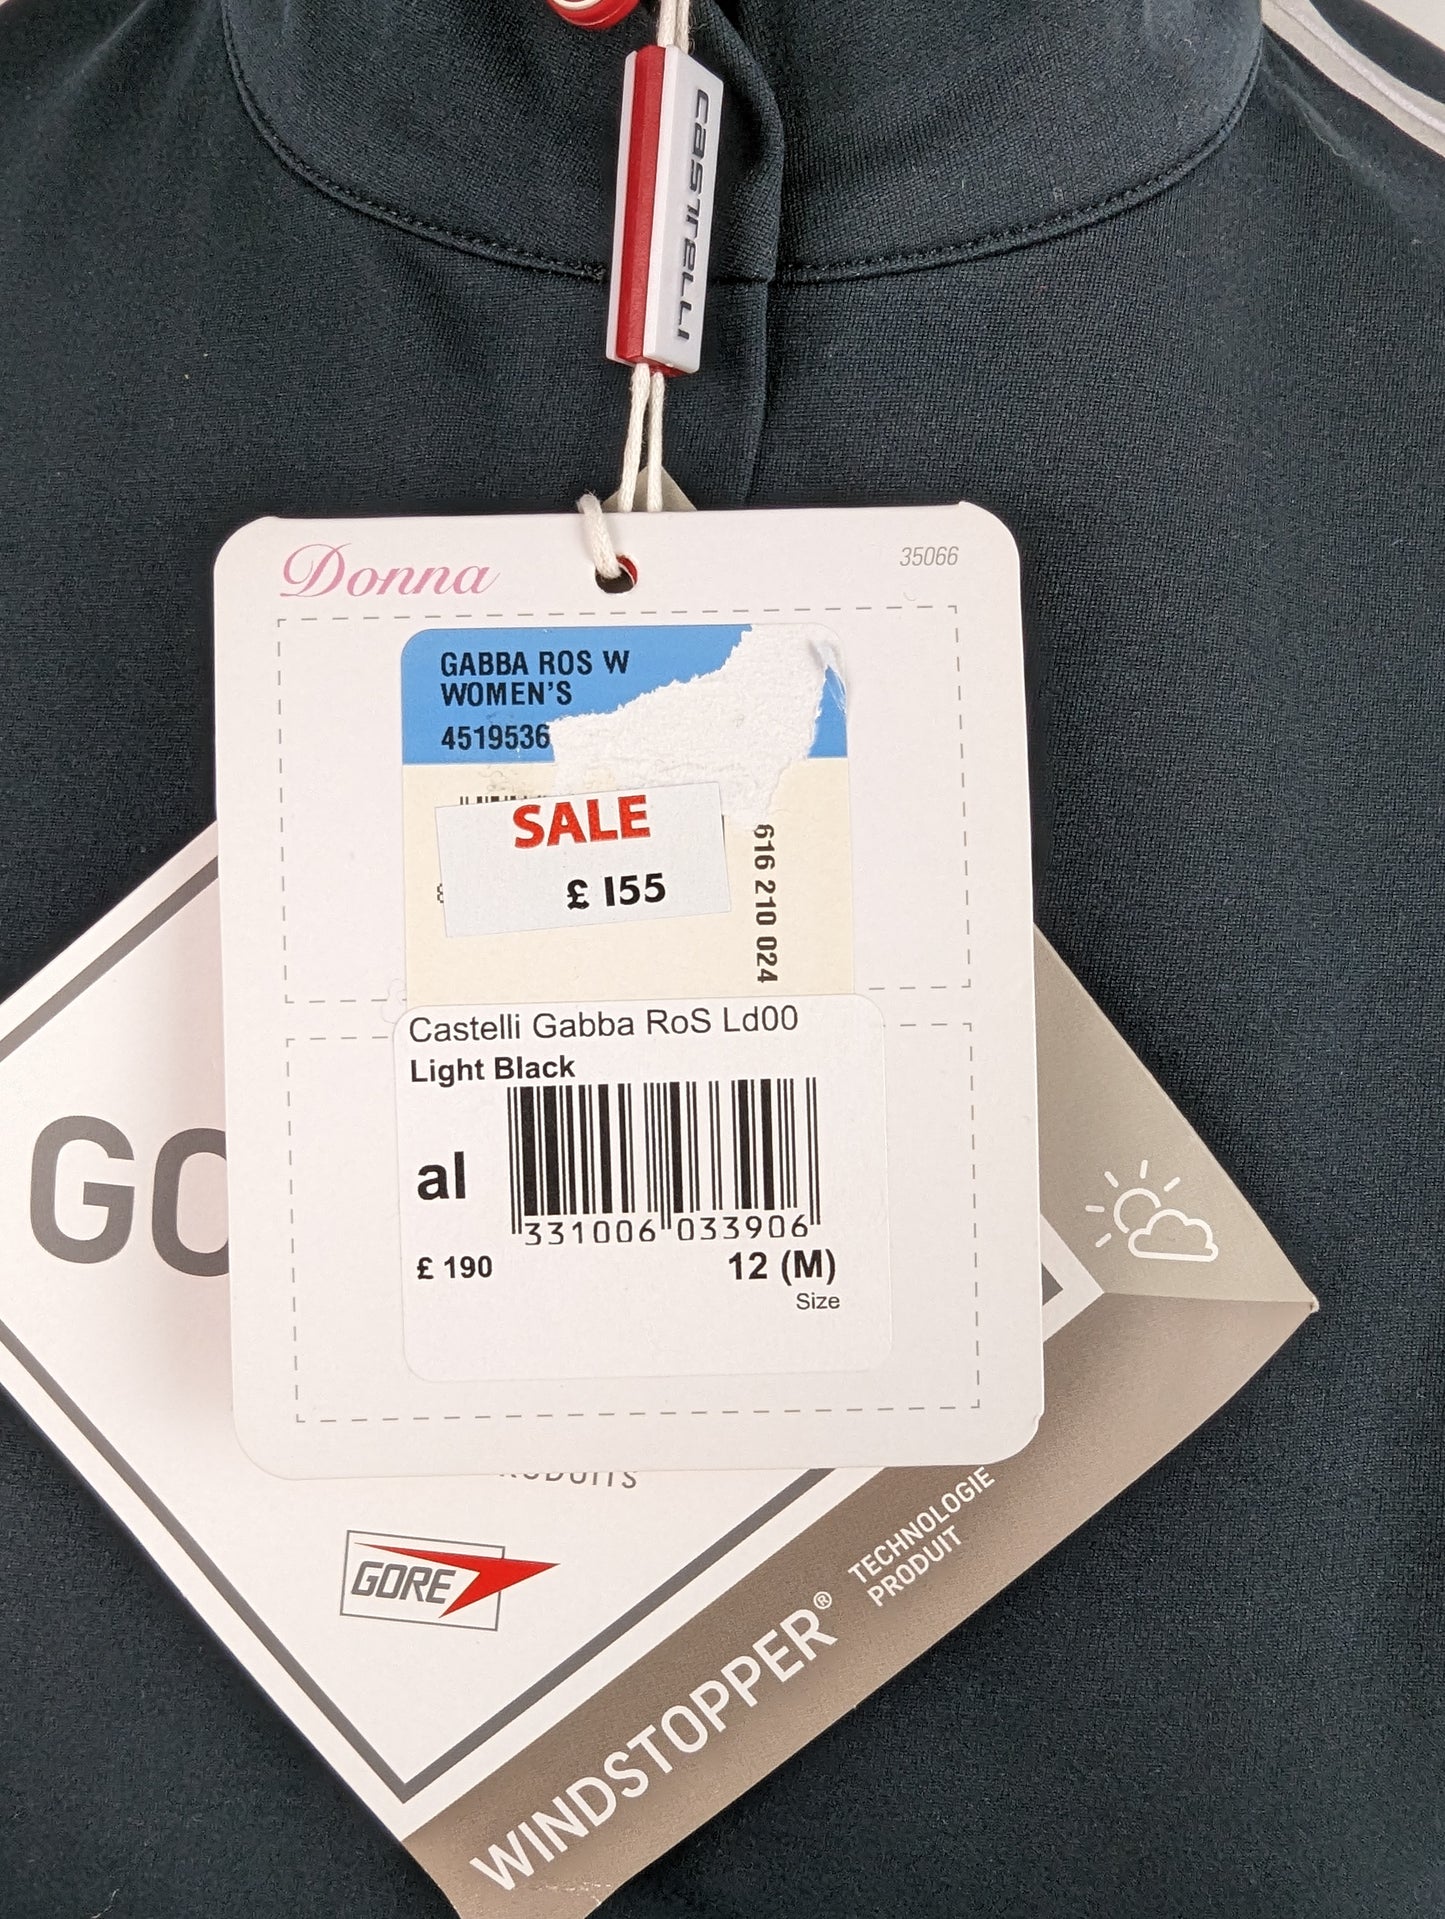 CASTELLI
Donna
35066
GABBA ROS W
WOMEN'S
4519536
SALE
£ 155
616 210 024
Castelli Gabba RoS Ld00
Light Black
al
331006 033906
£ 190
12 (M)
Size
GO
GORE
WINDSTOPPER®
TECHNOLOGIE
PRODUIT